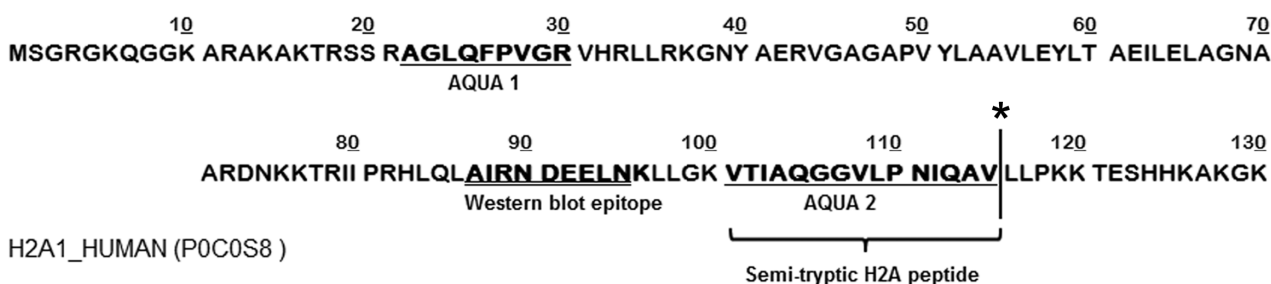 10 20 30 40 50 60 70
MSGRGKQGGK ARAKAKTRSS RAGLQFPVGR VHRLLRKGNY AERVGAGAPV YLAAVLEYLT AEILELAGNA
AQUA 1
*
80 90 100 110 120 130
ARDNKKTRII PRHLQLAIRN DEELNKLLGK VTIAQGGVLP NIQAVLLPKK TESHHKAKGK
Western blot epitope AQUA 2
H2A1_HUMAN (P0C0S8 )
Semi-tryptic H2A peptide